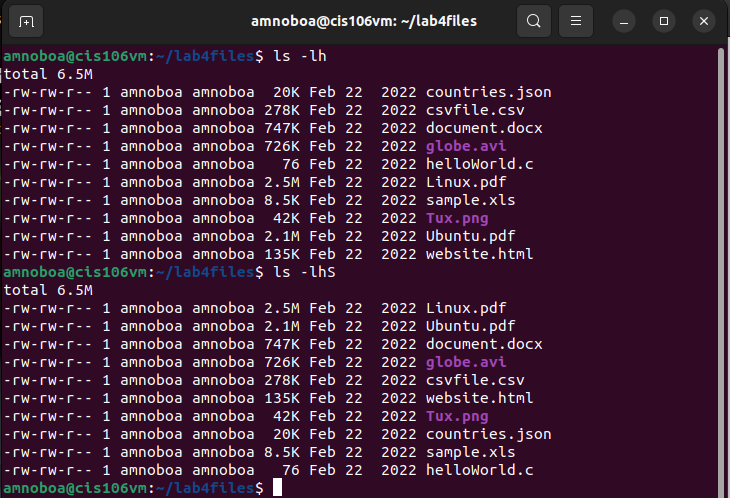 amnoboa@cis106vm: ~/lab4files
amnoboa@cis106vm:~/lab4files$ ls -lh
total 6.5M
-rw-rw-r-- 1 amnoboa amnoboa  20K Feb 22  2022 countries.json
-rw-rw-r-- 1 amnoboa amnoboa 278K Feb 22  2022 csvfile.csv
-rw-rw-r-- 1 amnoboa amnoboa 747K Feb 22  2022 document.docx
-rw-rw-r-- 1 amnoboa amnoboa 726K Feb 22  2022 globe.avi
-rw-rw-r-- 1 amnoboa amnoboa   76 Feb 22  2022 helloWorld.c
-rw-rw-r-- 1 amnoboa amnoboa 2.5M Feb 22  2022 Linux.pdf
-rw-rw-r-- 1 amnoboa amnoboa 8.5K Feb 22  2022 sample.xls
-rw-rw-r-- 1 amnoboa amnoboa  42K Feb 22  2022 Tux.png
-rw-rw-r-- 1 amnoboa amnoboa 2.1M Feb 22  2022 Ubuntu.pdf
-rw-rw-r-- 1 amnoboa amnoboa 135K Feb 22  2022 website.html
amnoboa@cis106vm:~/lab4files$ ls -lhS
total 6.5M
-rw-rw-r-- 1 amnoboa amnoboa 2.5M Feb 22  2022 Linux.pdf
-rw-rw-r-- 1 amnoboa amnoboa 2.1M Feb 22  2022 Ubuntu.pdf
-rw-rw-r-- 1 amnoboa amnoboa 747K Feb 22  2022 document.docx
-rw-rw-r-- 1 amnoboa amnoboa 726K Feb 22  2022 globe.avi
-rw-rw-r-- 1 amnoboa amnoboa 278K Feb 22  2022 csvfile.csv
-rw-rw-r-- 1 amnoboa amnoboa 135K Feb 22  2022 website.html
-rw-rw-r-- 1 amnoboa amnoboa  42K Feb 22  2022 Tux.png
-rw-rw-r-- 1 amnoboa amnoboa  20K Feb 22  2022 countries.json
-rw-rw-r-- 1 amnoboa amnoboa 8.5K Feb 22  2022 sample.xls
-rw-rw-r-- 1 amnoboa amnoboa   76 Feb 22  2022 helloWorld.c
amnoboa@cis106vm:~/lab4files$